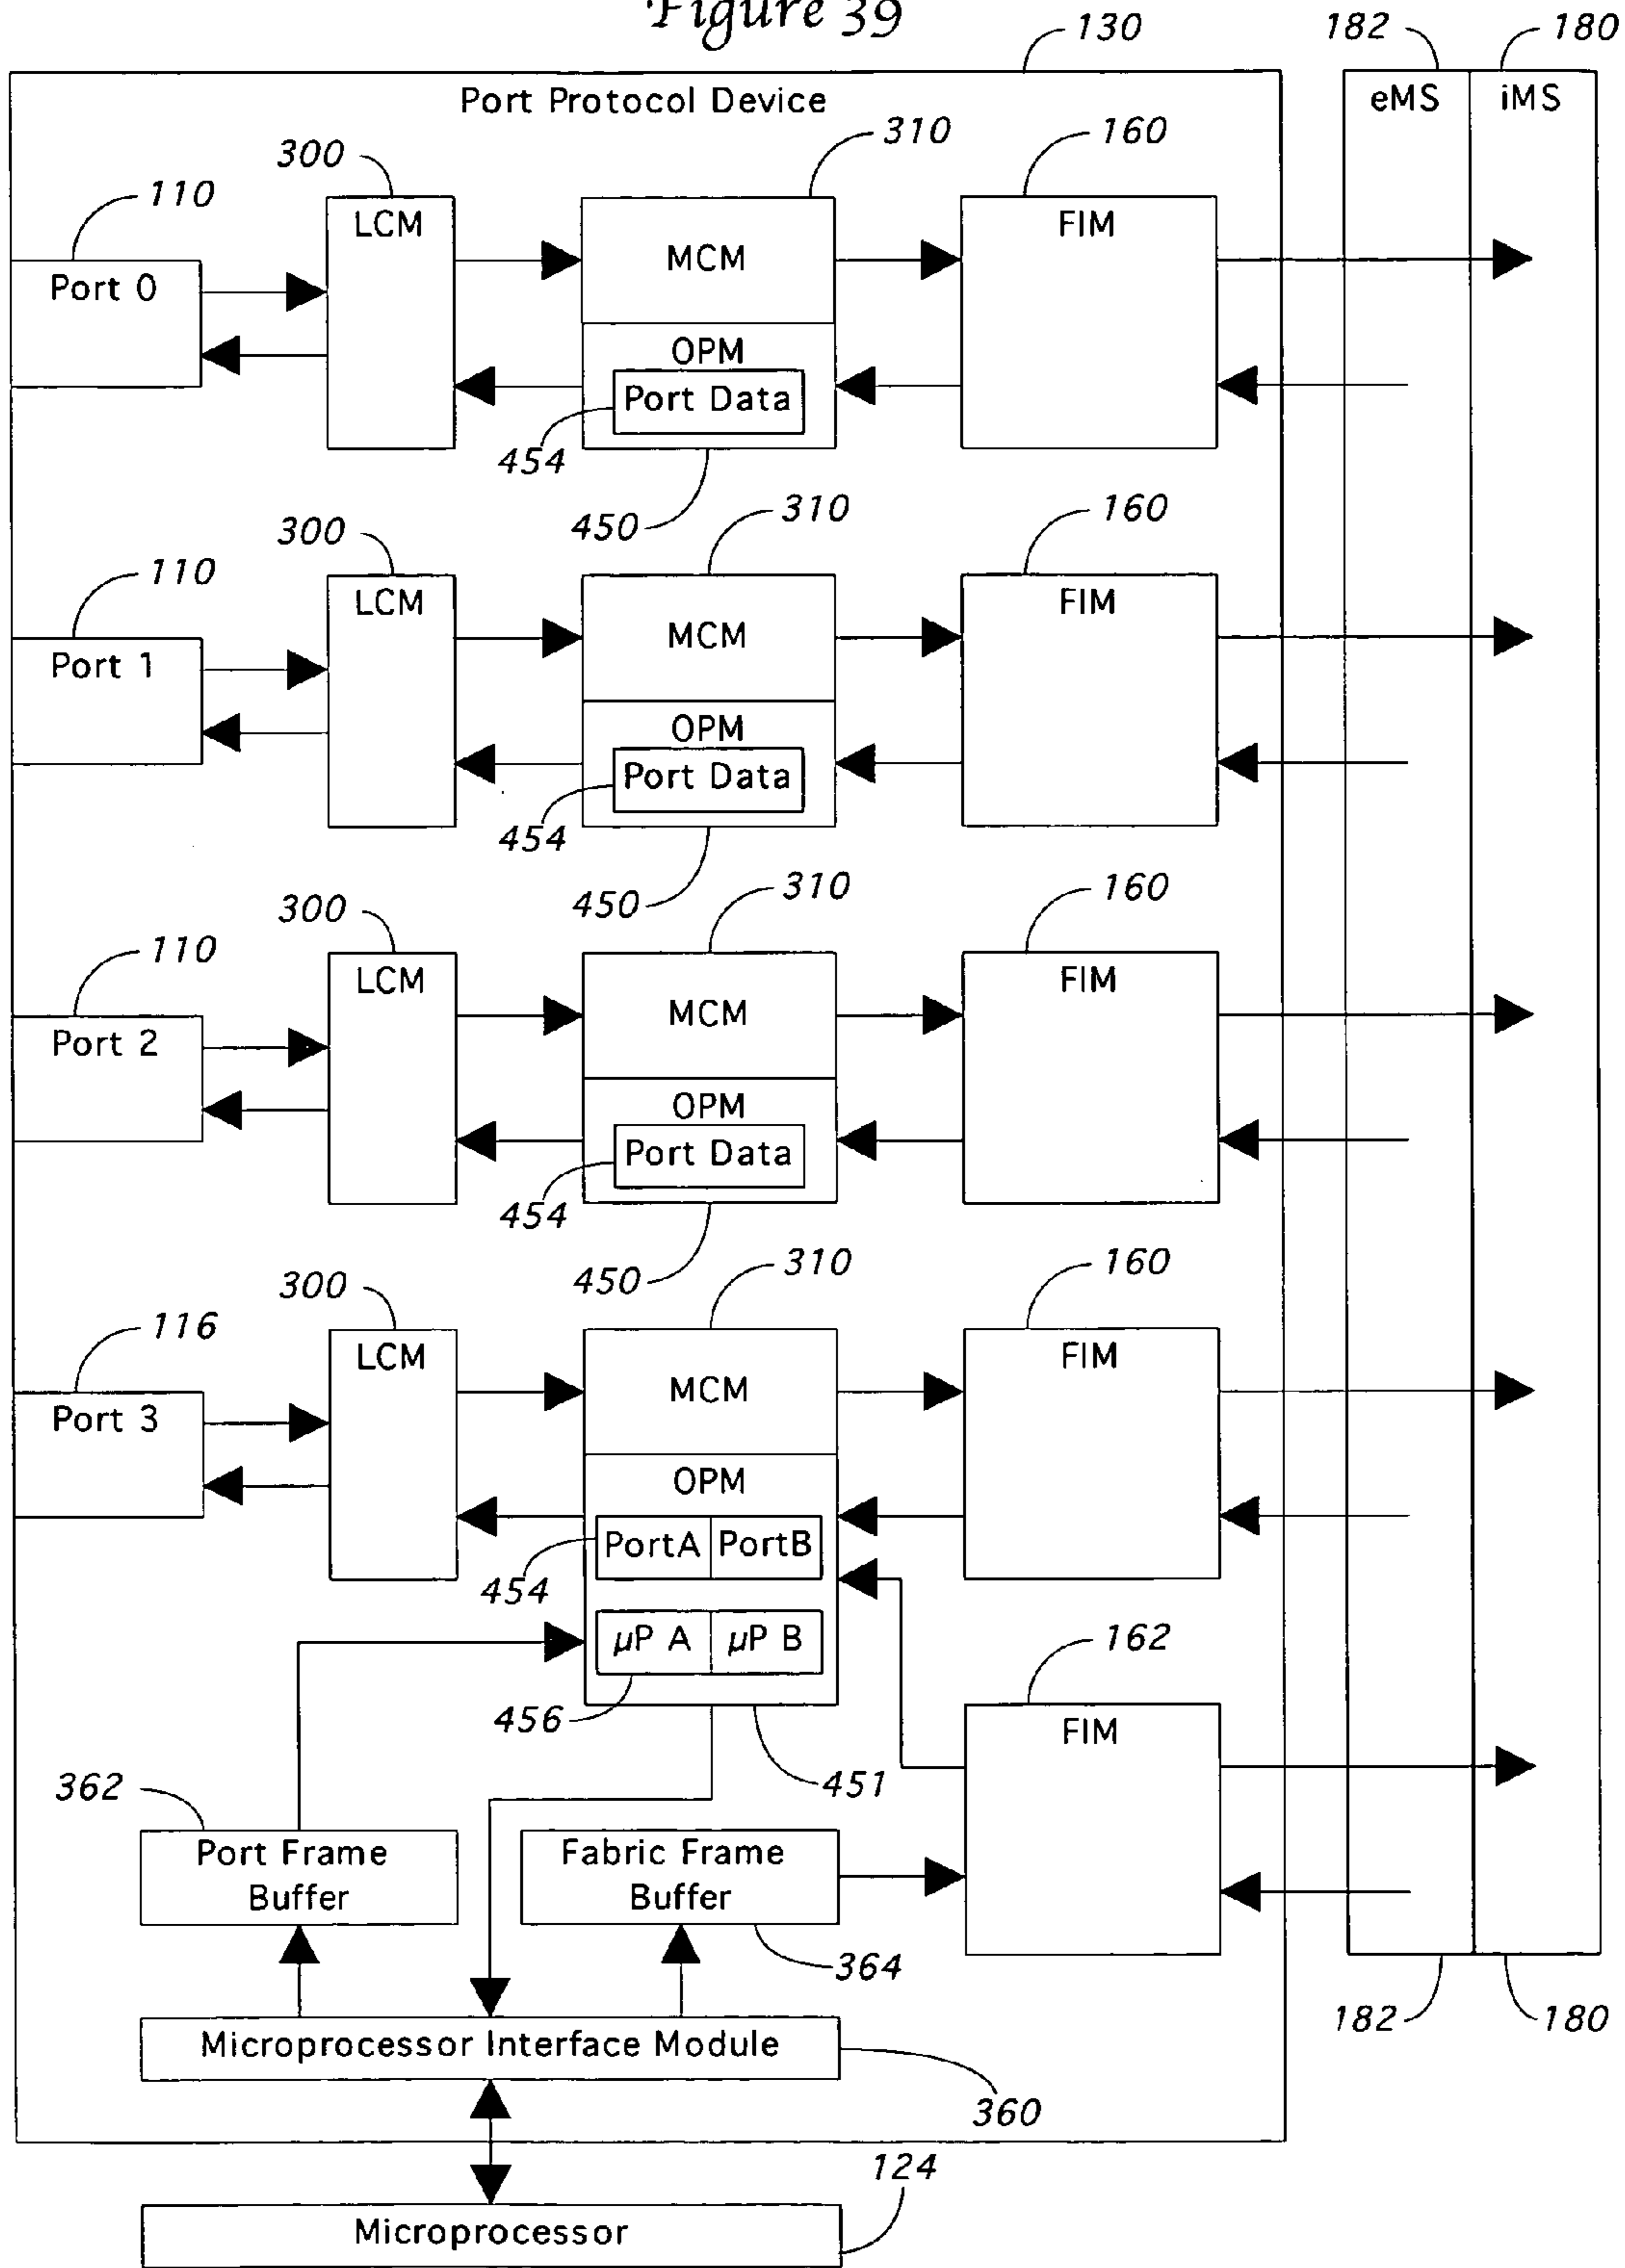 Figure 39
130
182
180
Port Protocol Device
eMS
iMS
310
160
300
110
LCM
MCM
FIM
Port 0
OPM
Port Data
454
450
310
160
300
110
LCM
MCM
FIM
Port 1
OPM
Port Data
454
450
310
160
300
110
LCM
MCM
FIM
Port 2
OPM
Port Data
454
450
310
160
300
116
LCM
MCM
FIM
Port 3
OPM
PortA
PortB
454
µP A
µP B
162
456
FIM
451
362
Port Frame
Buffer
Fabric Frame
Buffer
364
182
180
Microprocessor Interface Module
360
124
Microprocessor